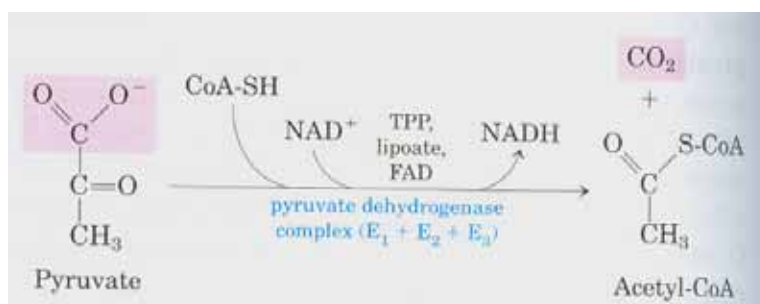 CO₂
+
O O⁻
C
C=O
CH₃
Pyruvate
CoA-SH
NAD⁺
TPP,
lipoate,
FAD
NADH
pyruvate dehydrogenase
complex (E₁ + E₂ + E₃)
O S-CoA
C
CH₃
Acetyl-CoA